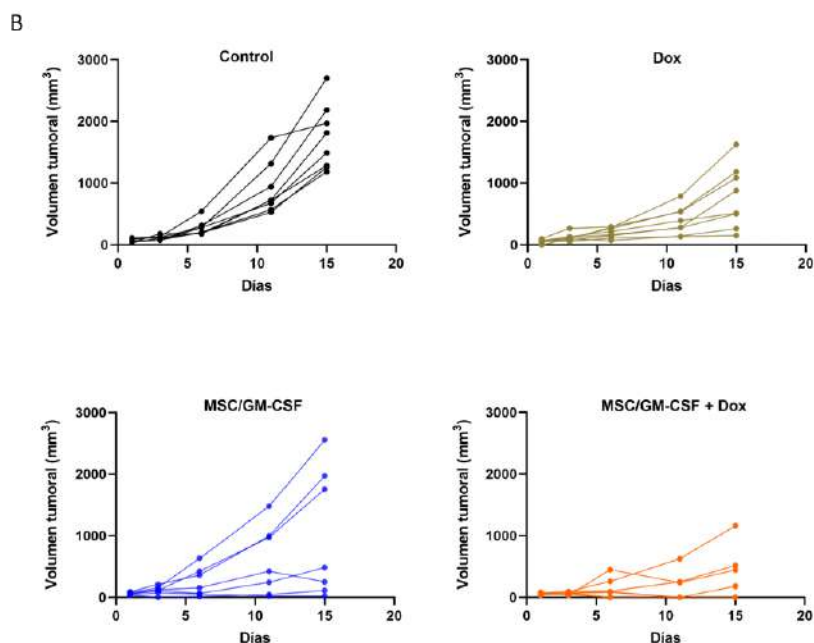 B
Control
Volumen tumoral (mm³)
3000
2000
1000
0
0 5 10 15 20
Días
Dox
Volumen tumoral (mm³)
3000
2000
1000
0
0 5 10 15 20
Días
MSC/GM-CSF
Volumen tumoral (mm³)
3000
2000
1000
0
0 5 10 15 20
Días
MSC/GM-CSF + Dox
Volumen tumoral (mm³)
3000
2000
1000
0
0 5 10 15 20
Días